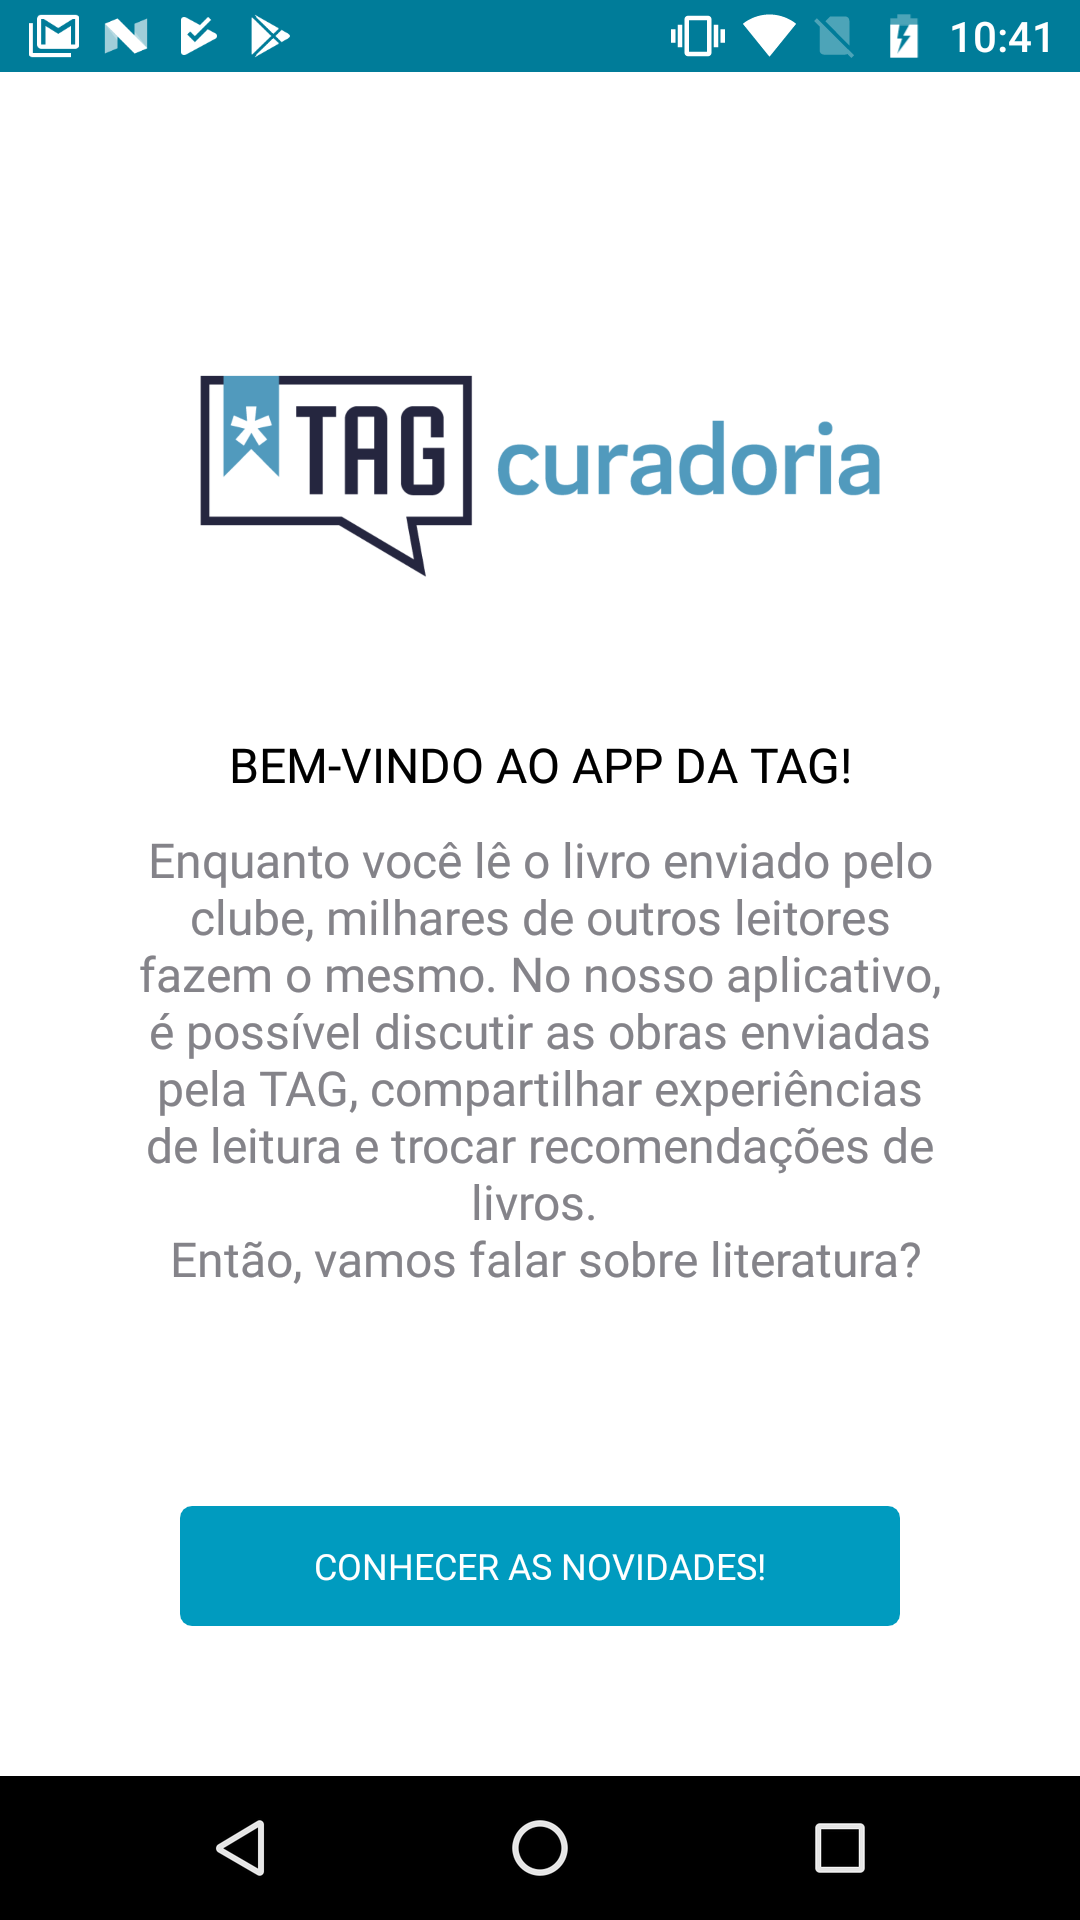 10:41
*TAG curadoria
BEM-VINDO AO APP DA TAG!
Enquanto você lê o livro enviado pelo
clube, milhares de outros leitores
fazem o mesmo. No nosso aplicativo,
é possível discutir as obras enviadas
pela TAG, compartilhar experiências
de leitura e trocar recomendações de
livros.
Então, vamos falar sobre literatura?
CONHECER AS NOVIDADES!